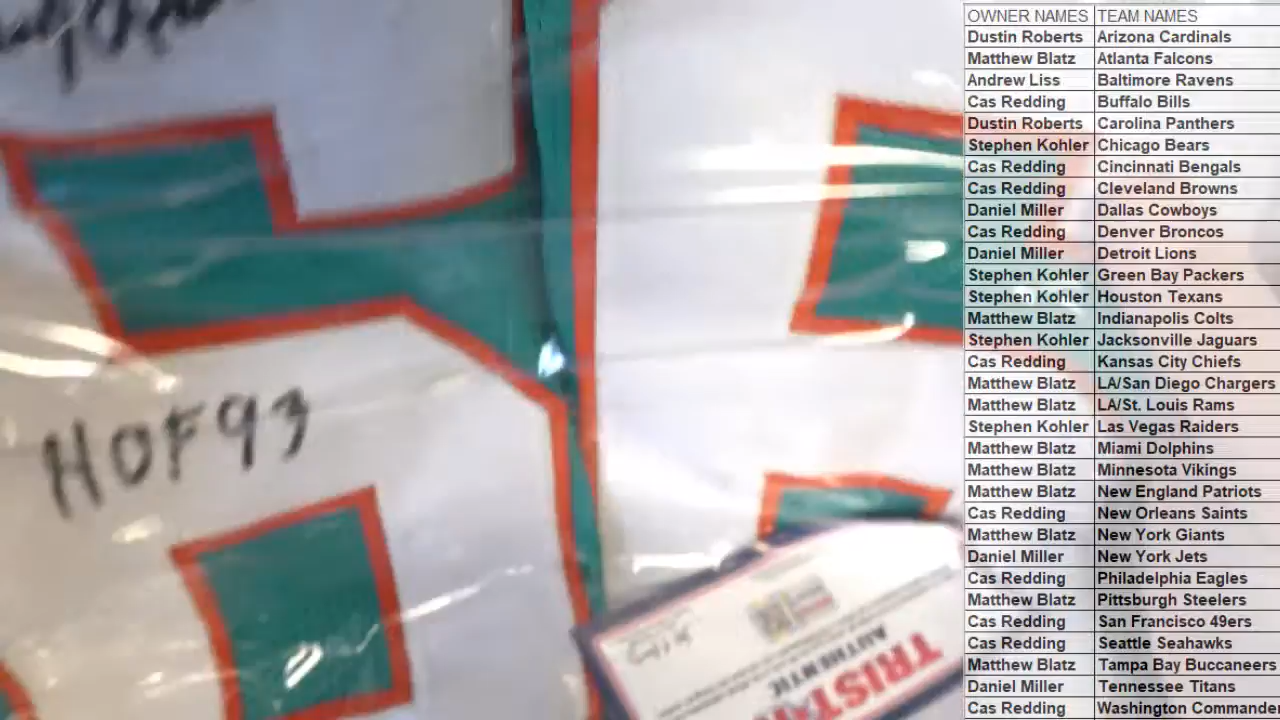 OWNER NAMES TEAM NAMES
Dustin Roberts Arizona Cardinals
Matthew Blatz Atlanta Falcons
Andrew Liss Baltimore Ravens
Cas Redding Buffalo Bills
Dustin Roberts Carolina Panthers
Stephen Kohler Chicago Bears
Cas Redding Cincinnati Bengals
Cas Redding Cleveland Browns
Daniel Miller Dallas Cowboys
Cas Redding Denver Broncos
Daniel Miller Detroit Lions
Stephen Kohler Green Bay Packers
Stephen Kohler Houston Texans
Matthew Blatz Indianapolis Colts
Stephen Kohler Jacksonville Jaguars
Cas Redding Kansas City Chiefs
Matthew Blatz LA/San Diego Chargers
Matthew Blatz LA/St. Louis Rams
Stephen Kohler Las Vegas Raiders
Matthew Blatz Miami Dolphins
Matthew Blatz Minnesota Vikings
Matthew Blatz New England Patriots
Cas Redding New Orleans Saints
Matthew Blatz New York Giants
Daniel Miller New York Jets
Cas Redding Philadelphia Eagles
Matthew Blatz Pittsburgh Steelers
Cas Redding San Francisco 49ers
Cas Redding Seattle Seahawks
Matthew Blatz Tampa Bay Buccaneers
Daniel Miller Tennessee Titans
Cas Redding Washington Commande
HOF 93
AUTHENTIC